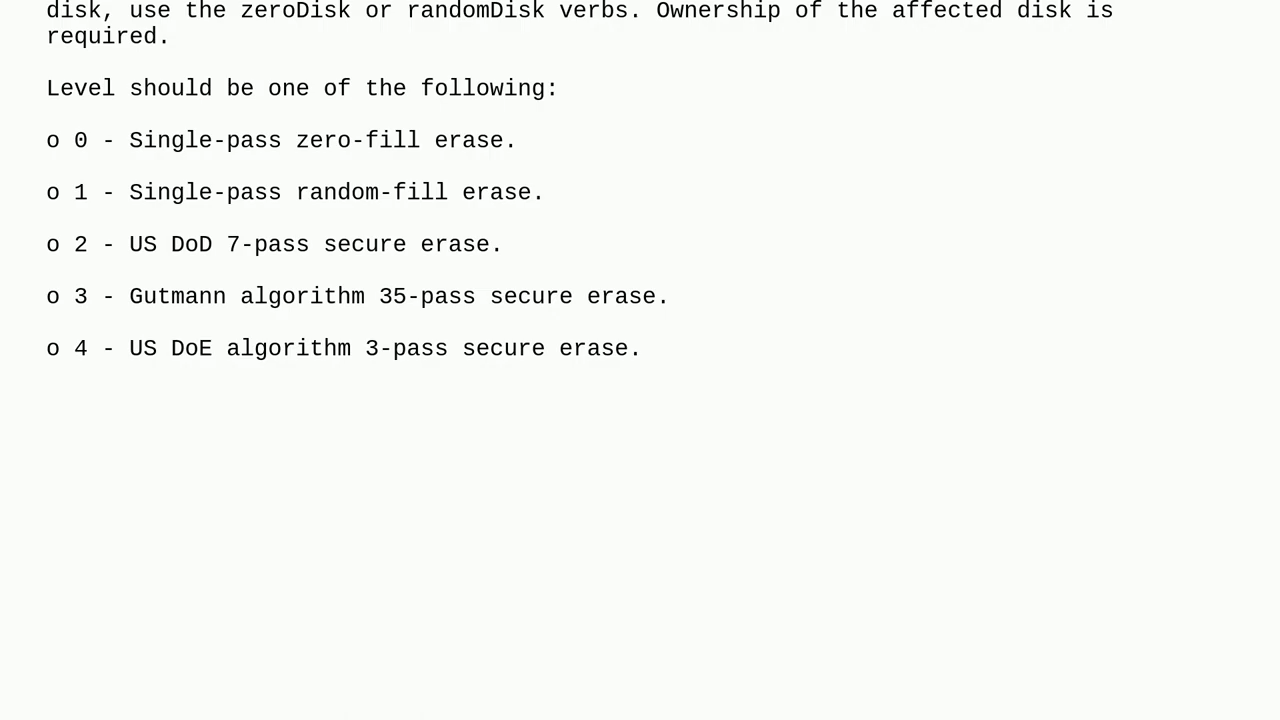 disk, use the zeroDisk or randomDisk verbs. Ownership of the affected disk is
required.
Level should be one of the following:
o 0 - Single-pass zero-fill erase.
o 1 - Single-pass random-fill erase.
o 2 - US DoD 7-pass secure erase.
o 3 - Gutmann algorithm 35-pass secure erase.
o 4 - US DoE algorithm 3-pass secure erase.